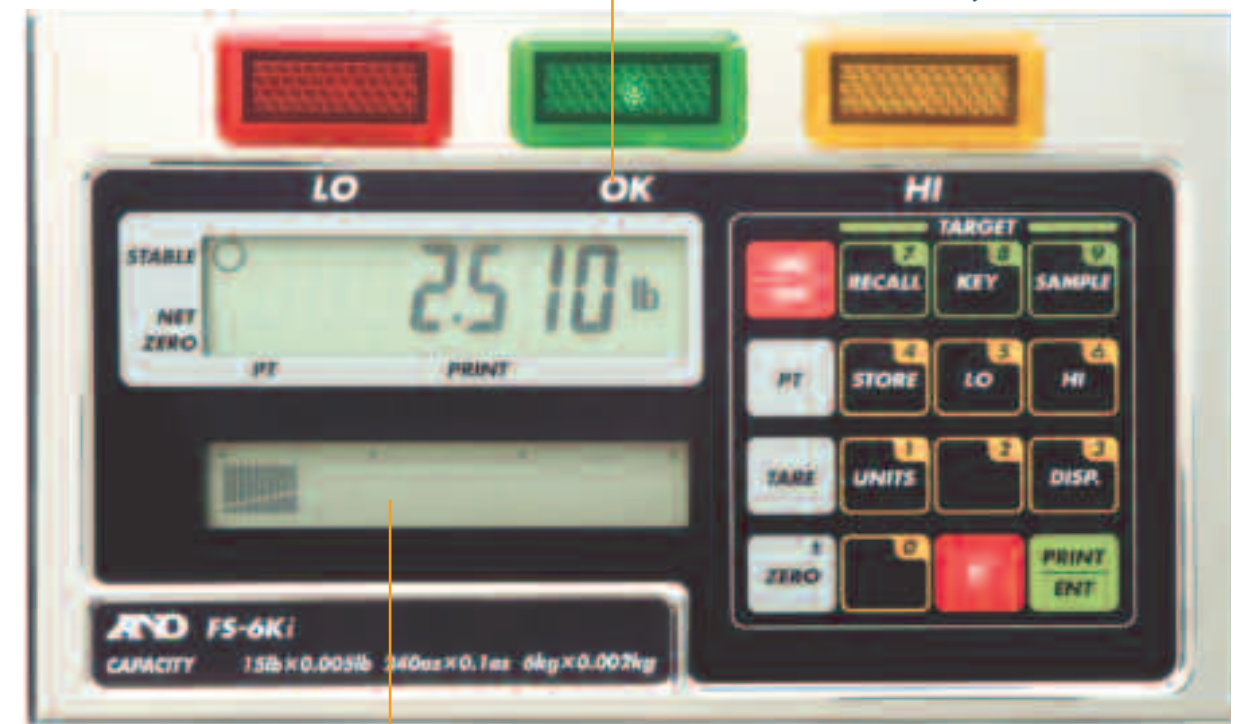 LO OK HI
STABLE
2.510 lb
NET
ZERO
PT PRINT
TARGET
7 8 9
RECALL KEY SAMPLE
4 5 6
PT STORE LO HI
1 2 3
TARE UNITS DISP.
± 0
ZERO PRINT
ENT
AND FS-6Ki
CAPACITY 15lb×0.005lb 240oz×0.1oz 6kg×0.002kg